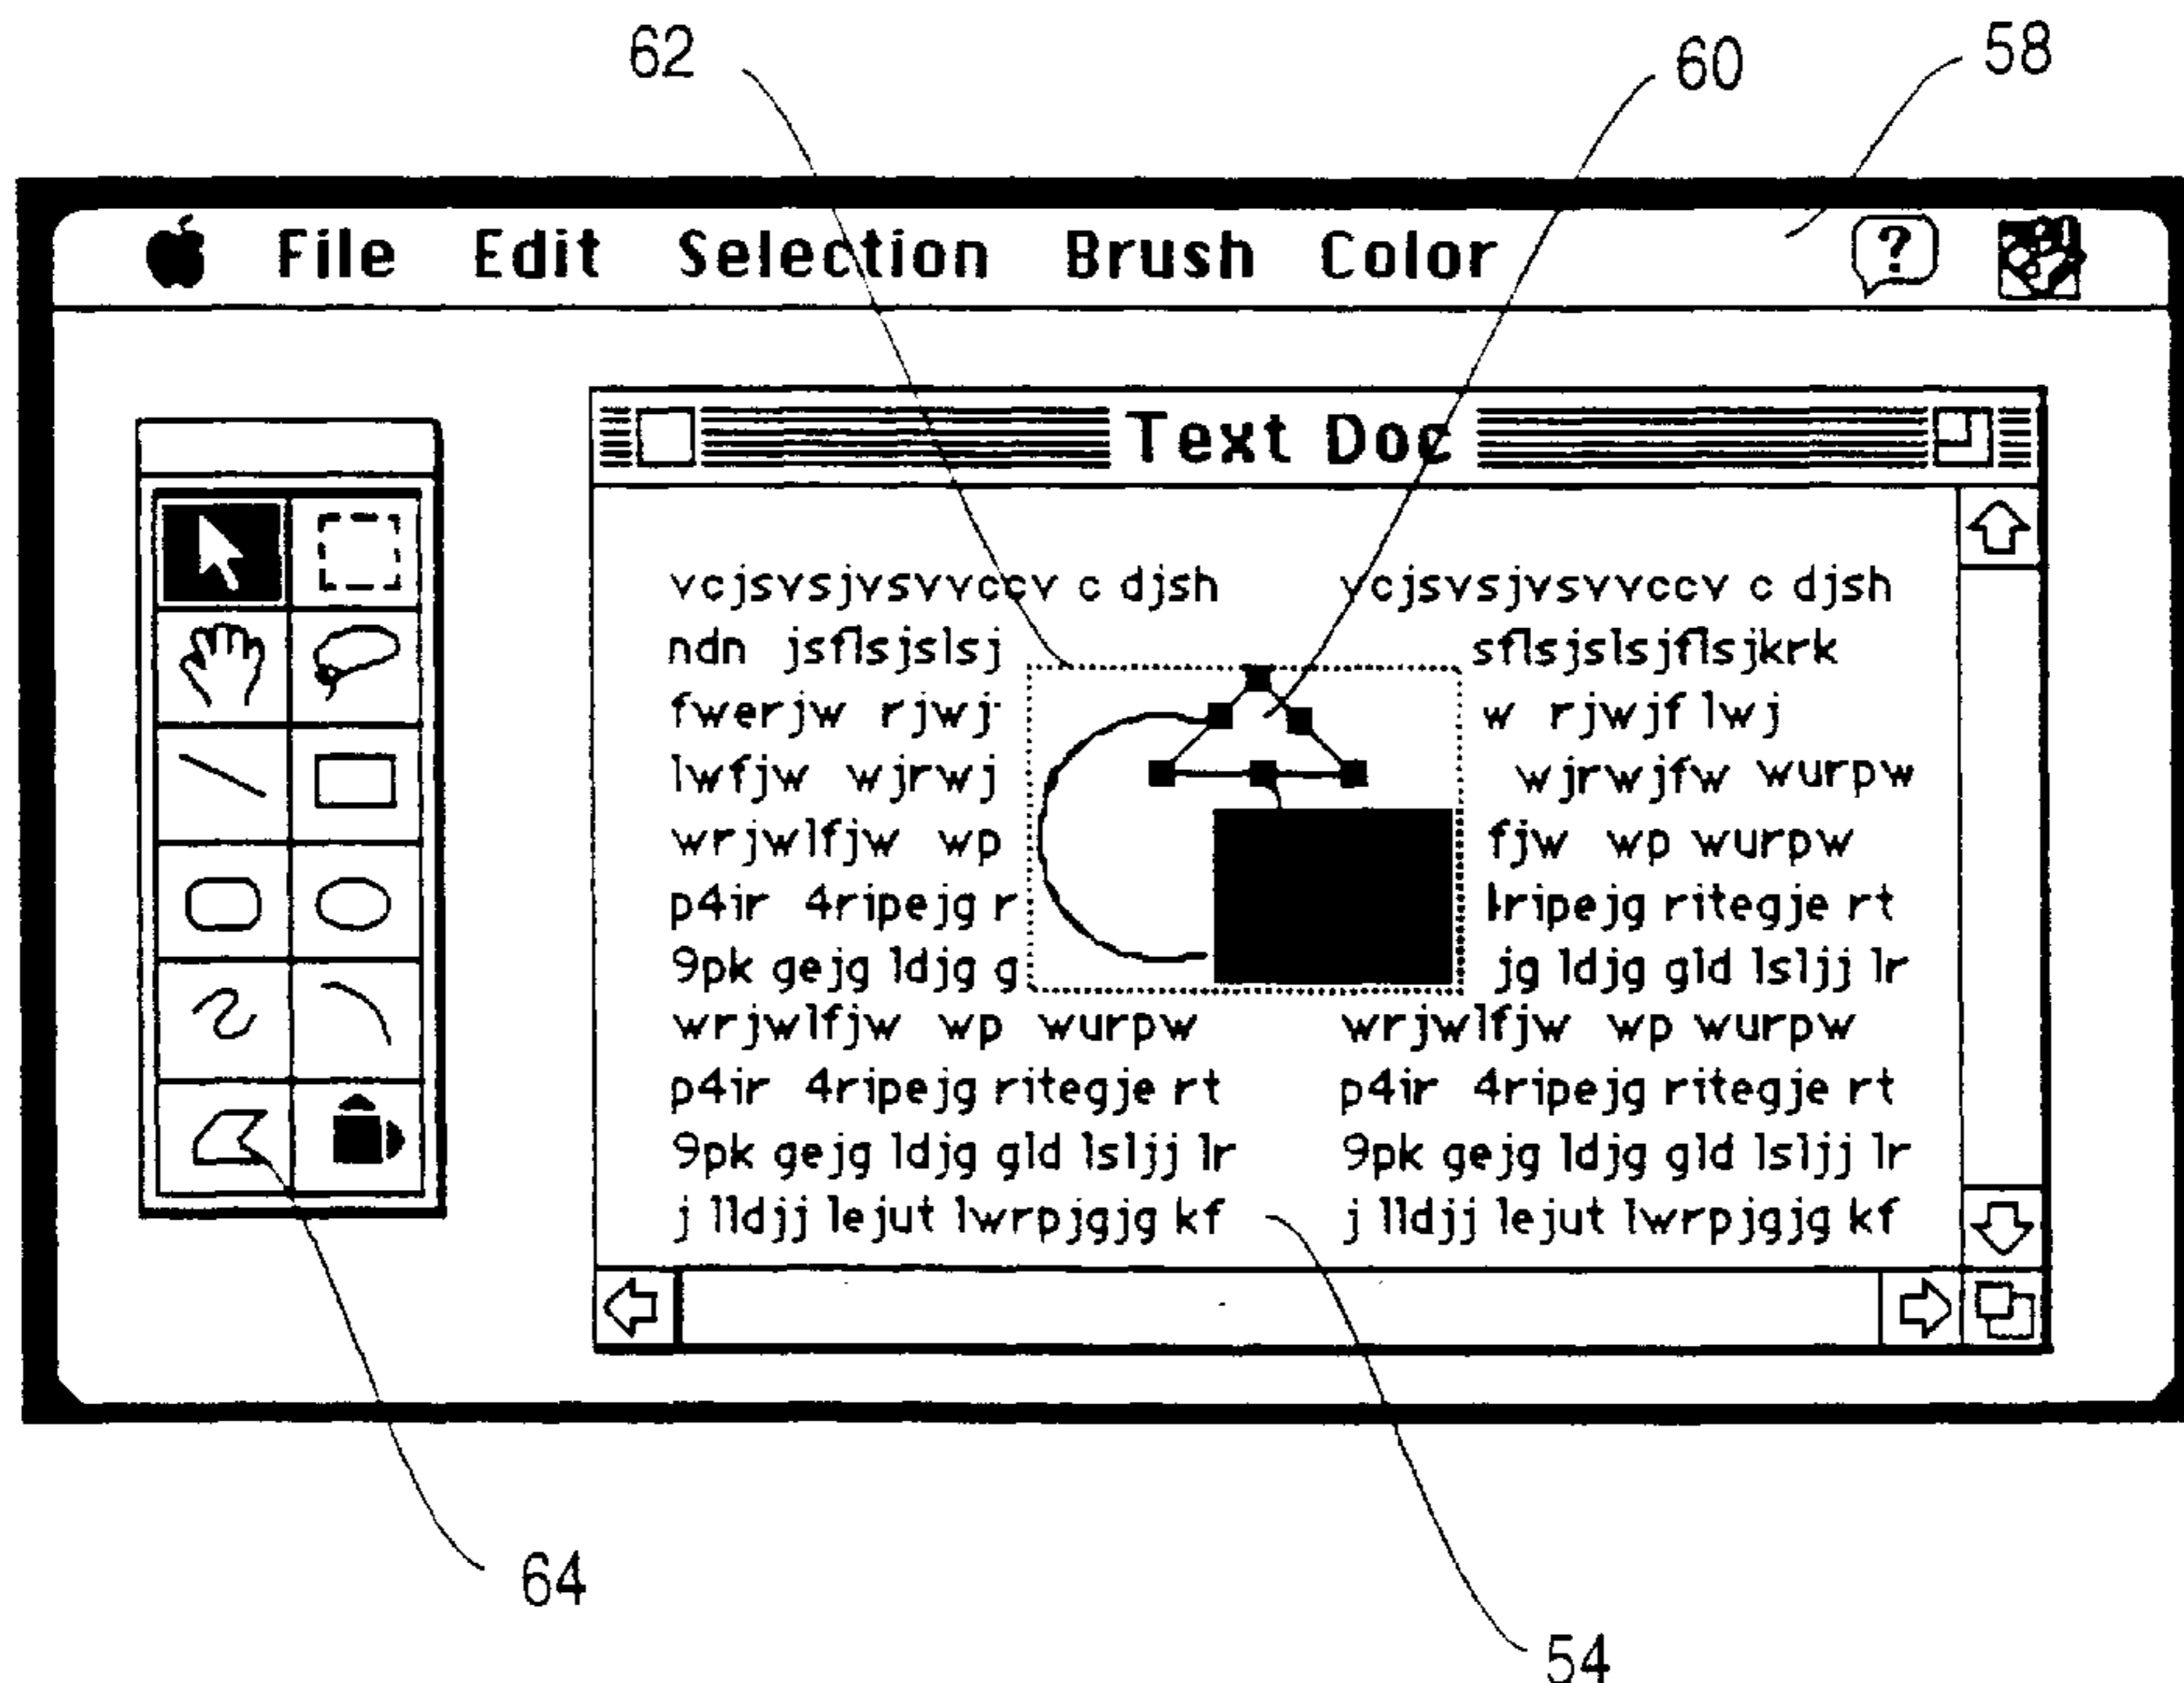 62 60 58
File Edit Selection Brush Color ?
Text Doc
vcjsvsjvsvvccv c djsh
ndn jsflsjslsj
fwerjw rjwj
lwfjw wjrwj
wrjwlfjw wp
p4ir 4ripejg r
9pk gejg ldjg g
wrjwlfjw wp wurpw
p4ir 4ripejg ritegje rt
9pk gejg ldjg gld lsljj lr
j lldjj lejut lwrpjgjg kf
vcjsvsjvsvvccv c djsh
sflsjslsjflsjkrk
w rjwjf lwj
wjrwjfw wurpw
fjw wp wurpw
ripejg ritegje rt
jg ldjg gld lsljj lr
wrjwlfjw wp wurpw
p4ir 4ripejg ritegje rt
9pk gejg ldjg gld lsljj lr
j lldjj lejut lwrpjgjg kf
64
54